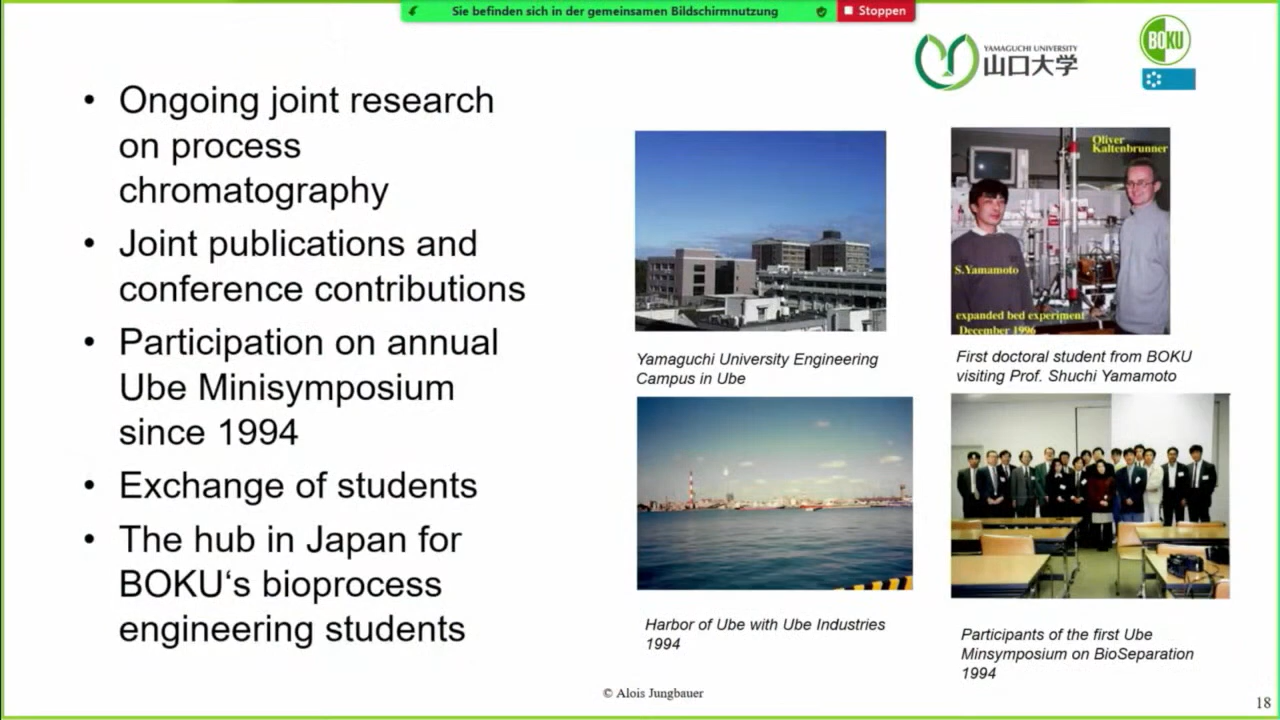 Sie befinden sich in der gemeinsamen Bildschirmnutzung
Stoppen
YAMAGUCHI UNIVERSITY
山口大学
BOKU
• Ongoing joint research
on process
chromatography
• Joint publications and
conference contributions
• Participation on annual
Ube Minisymposium
since 1994
• Exchange of students
• The hub in Japan for
BOKU‘s bioprocess
engineering students
Yamaguchi University Engineering
Campus in Ube
Oliver
Kaltenbrunner
S.Yamamoto
expanded bed experiment
December 1996
First doctoral student from BOKU
visiting Prof. Shuchi Yamamoto
Harbor of Ube with Ube Industries
1994
Participants of the first Ube
Minsymposium on BioSeparation
1994
© Alois Jungbauer
18